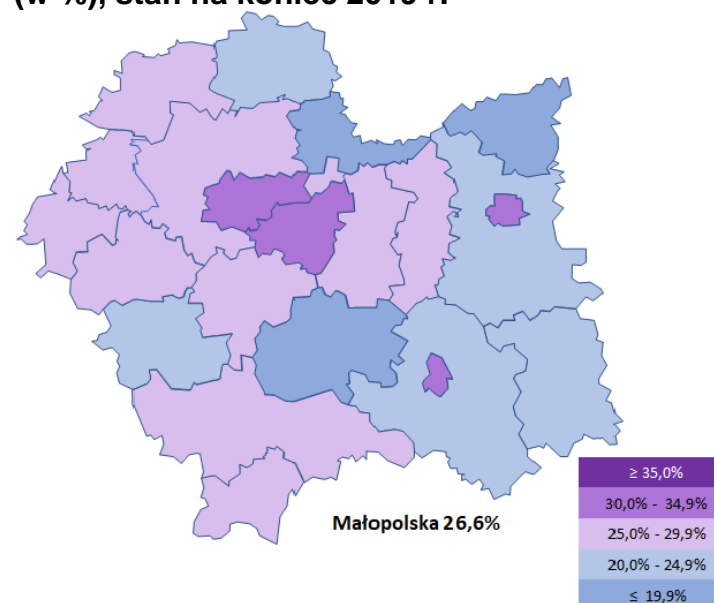 (w %), stan na koniec 2018 r.
Małopolska 26,6%
≥ 35,0%
30,0% - 34,9%
25,0% - 29,9%
20,0% - 24,9%
≤ 19,9%